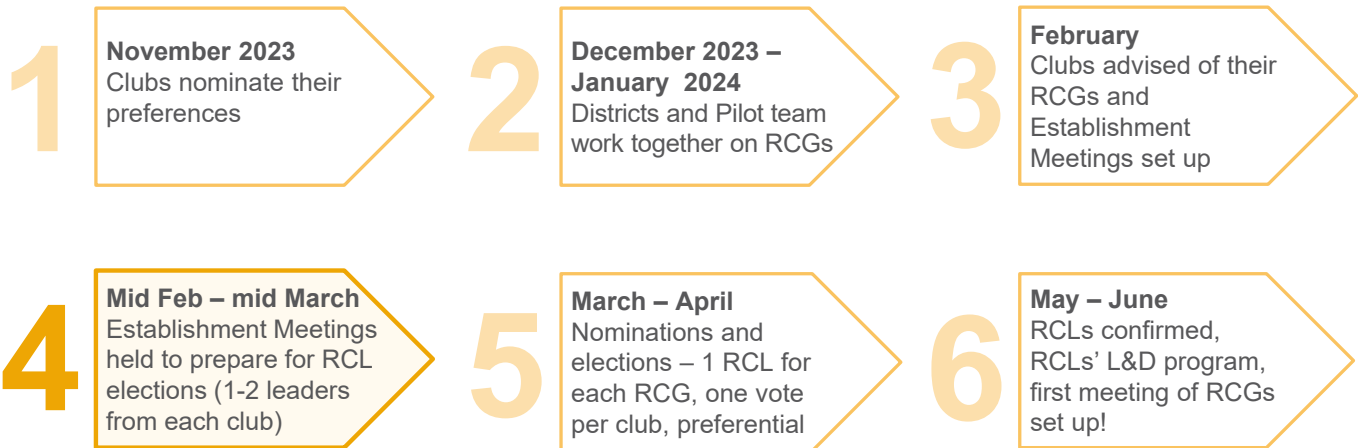 1
November 2023
Clubs nominate their
preferences
2
December 2023 –
January  2024
Districts and Pilot team
work together on RCGs
3
February
Clubs advised of their
RCGs and
Establishment
Meetings set up
4
Mid Feb – mid March
Establishment Meetings
held to prepare for RCL
elections (1-2 leaders
from each club)
5
March – April
Nominations and
elections – 1 RCL for
each RCG, one vote
per club, preferential
6
May – June
RCLs confirmed,
RCLs' L&D program,
first meeting of RCGs
set up!